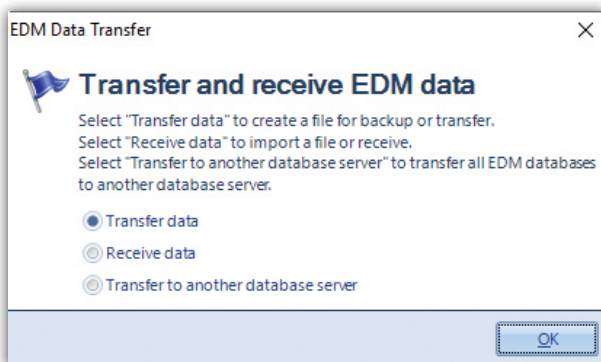 EDM Data Transfer
Transfer and receive EDM data
Select "Transfer data" to create a file for backup or transfer.
Select "Receive data" to import a file or receive.
Select "Transfer to another database server" to transfer all EDM databases
to another database server.
Transfer data
Receive data
Transfer to another database server
OK